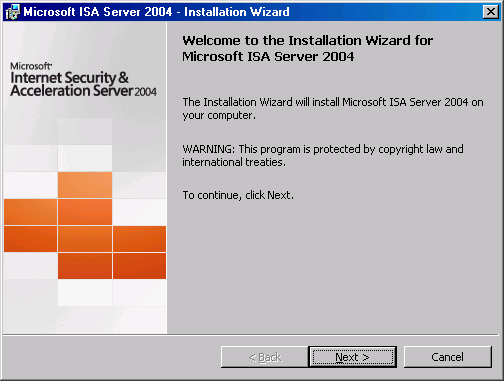 Microsoft ISA Server 2004 - Installation Wizard
Microsoft®
Internet Security &
Acceleration Server 2004
Welcome to the Installation Wizard for
Microsoft ISA Server 2004
The Installation Wizard will install Microsoft ISA Server 2004 on
your computer.
WARNING: This program is protected by copyright law and
international treaties.
To continue, click Next.
< Back
Next >
Cancel